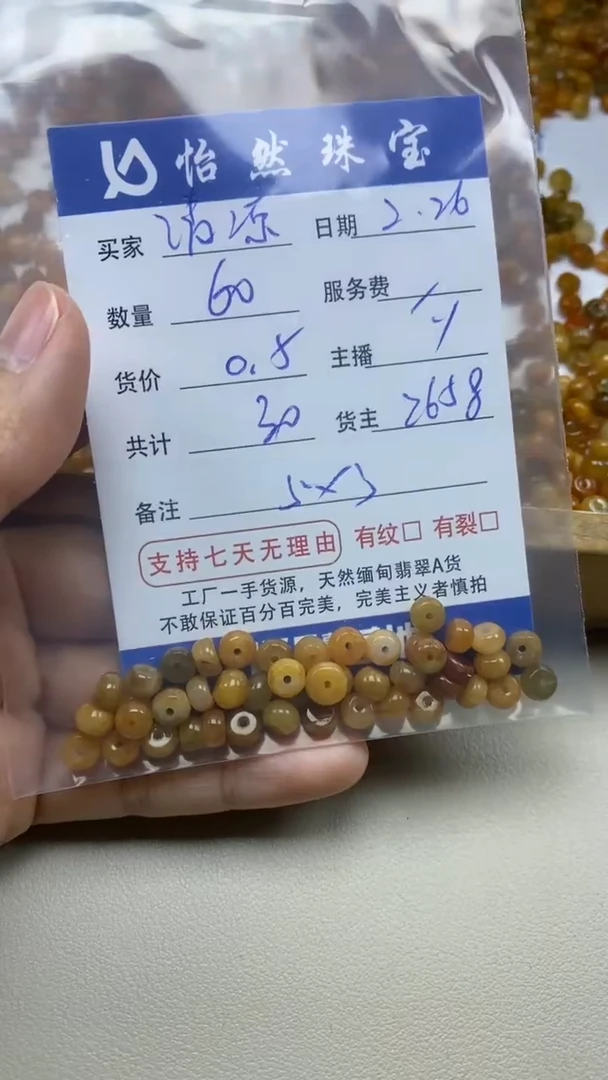 怡然珠宝
买家 清凉 日期 2.26
数量 60 服务费 /
货价 0.5 主播
共计 30 货主 2658
备注 5×3
支持七天无理由 有纹□ 有裂□
工厂一手货源，天然缅甸翡翠A货
不敢保证百分百完美，完美主义者慎拍